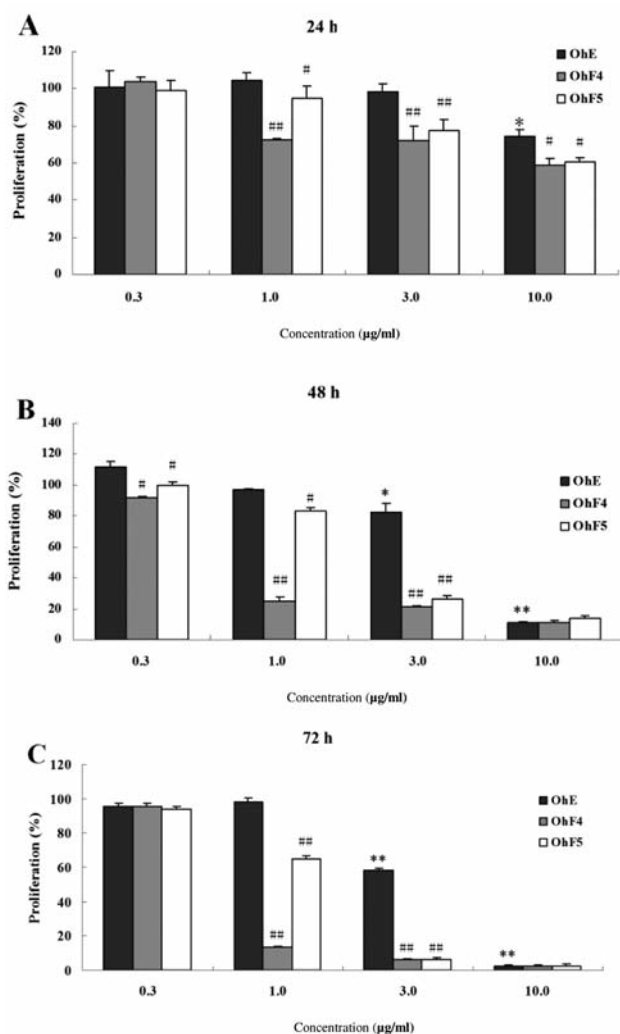 A
24 h
120
100
80
60
40
20
0
Proliferation (%)
OhE
OhF4
OhF5
#
##
##
##
*
#
#
0.3 1.0 3.0 10.0
Concentration (µg/ml)
B
48 h
140
120
100
80
60
40
20
0
Proliferation (%)
OhE
OhF4
OhF5
#
#
##
#
*
##
##
**
0.3 1.0 3.0 10.0
Concentration (µg/ml)
C
72 h
120
100
80
60
40
20
0
Proliferation (%)
OhE
OhF4
OhF5
##
##
**
##
##
**
0.3 1.0 3.0 10.0
Concentration (µg/ml)